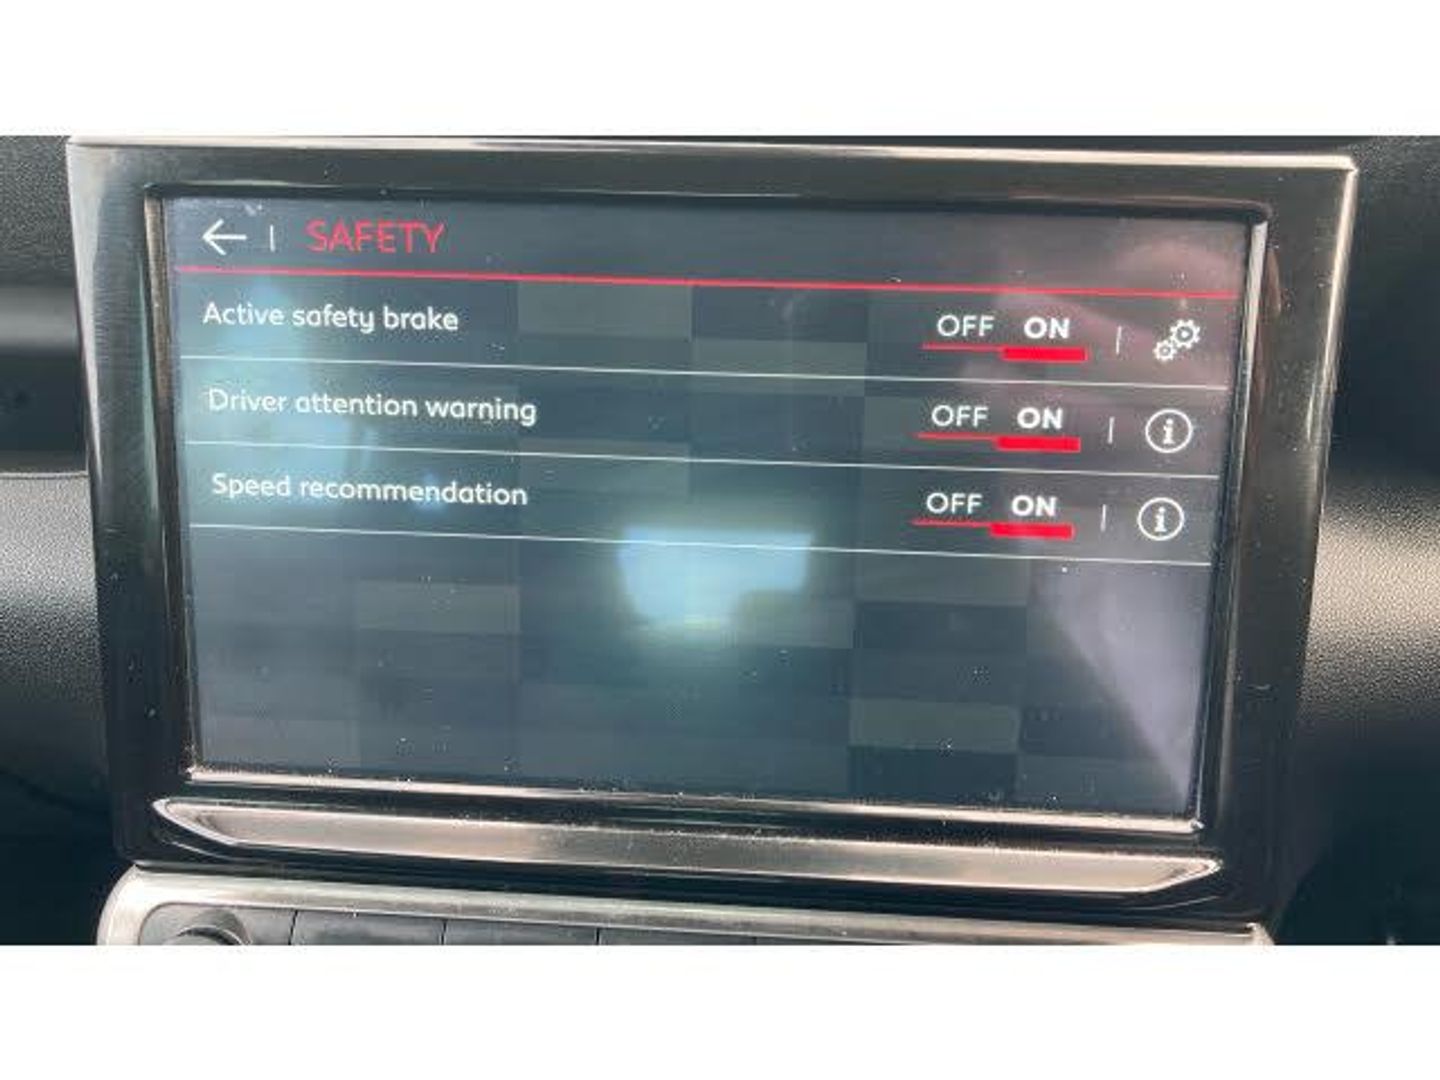 SAFETY
Active safety brake OFF ON
Driver attention warning OFF ON
Speed recommendation OFF ON